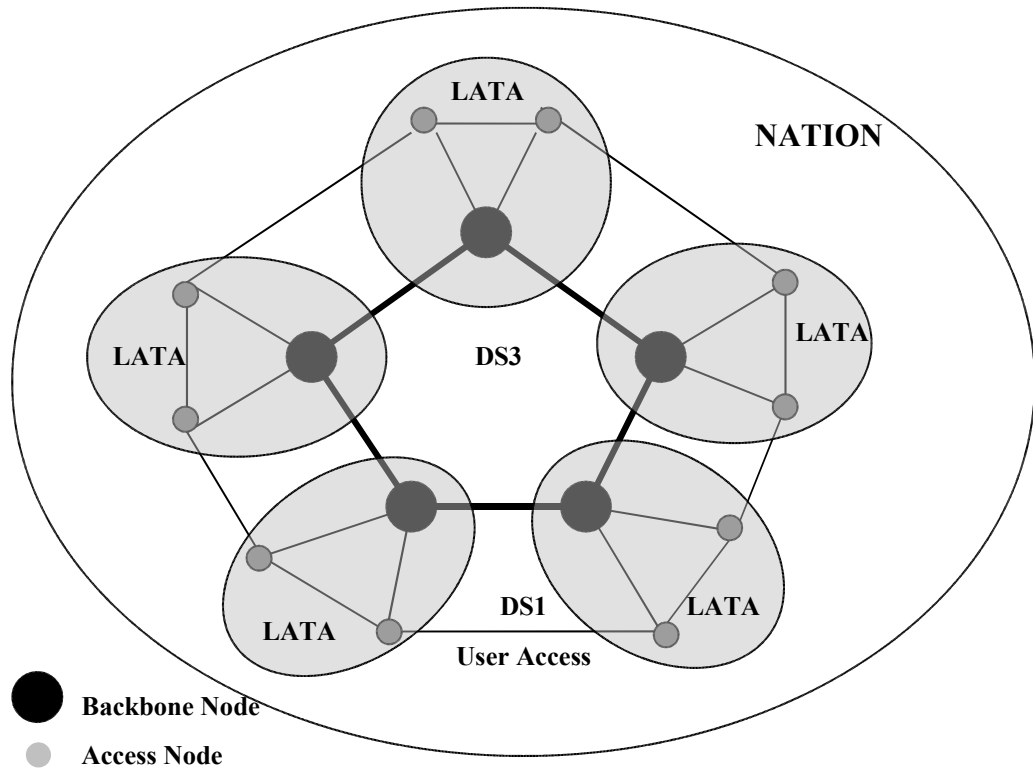 LATA
NATION
LATA
LATA
DS3
DS1
LATA
LATA
User Access
Backbone Node
Access Node